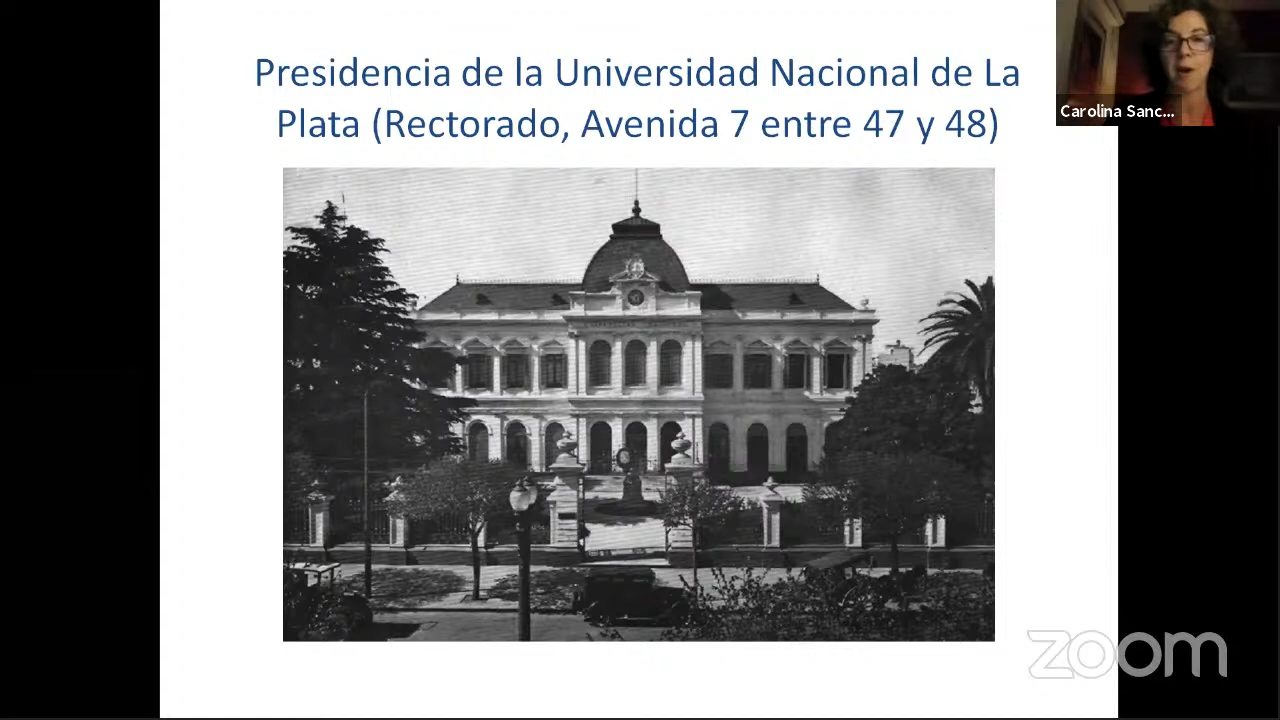 Presidencia de la Universidad Nacional de La
Plata (Rectorado, Avenida 7 entre 47 y 48)
Carolina Sanc...
zoom